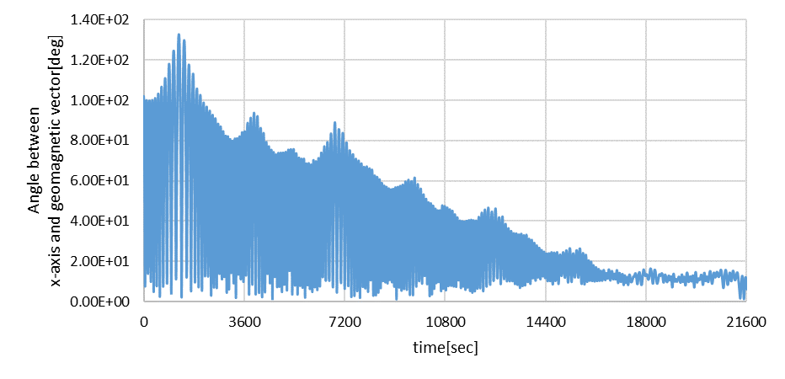 1.40E+02
1.20E+02
1.00E+02
8.00E+01
6.00E+01
4.00E+01
2.00E+01
0.00E+00
Angle between
x-axis and geomagnetic vector[deg]
0 3600 7200 10800 14400 18000 21600
time[sec]